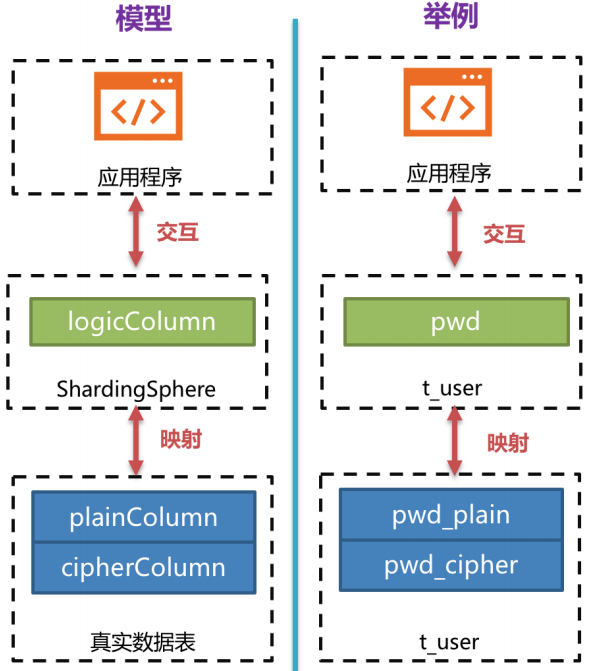 模型
应用程序
交互
logicColumn
ShardingSphere
映射
plainColumn
cipherColumn
真实数据表
举例
应用程序
交互
pwd
t_user
映射
pwd_plain
pwd_cipher
t_user